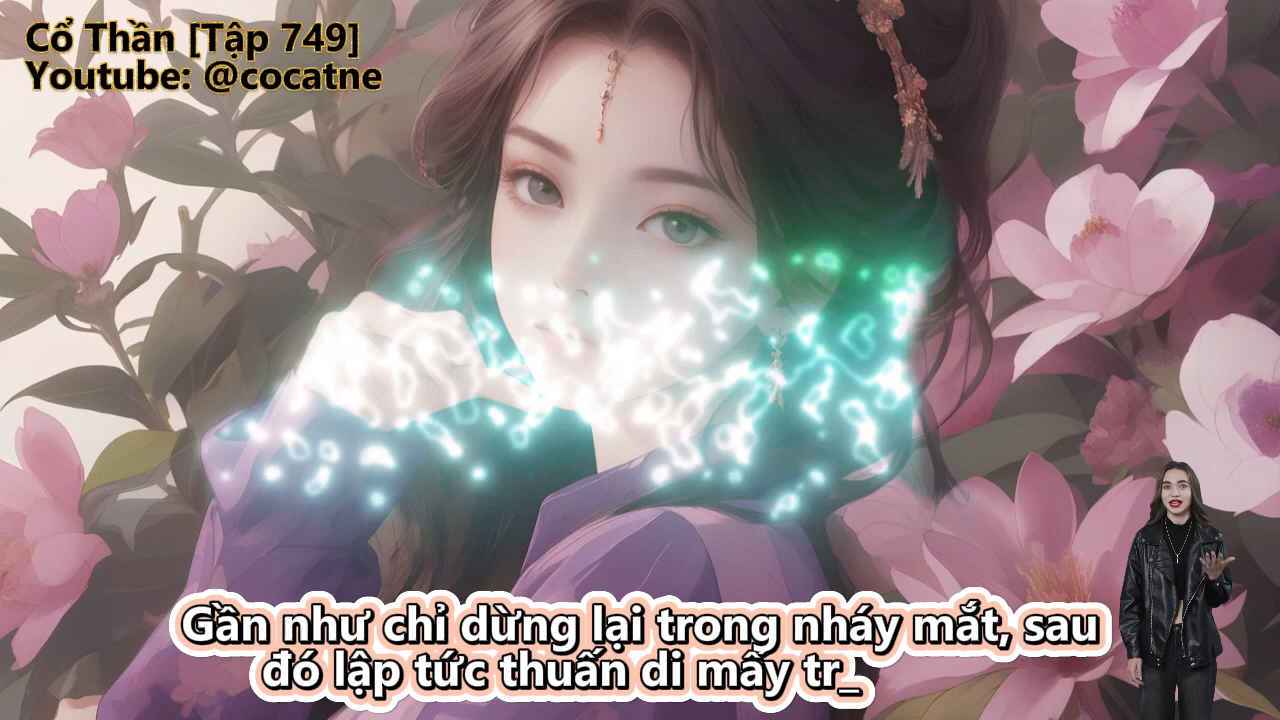 Cổ Thần [Tập 749]
Youtube: @cocatne
Gần như chỉ dừng lại trong nháy mắt, sau
đó lập tức thuấn di mấy tr_